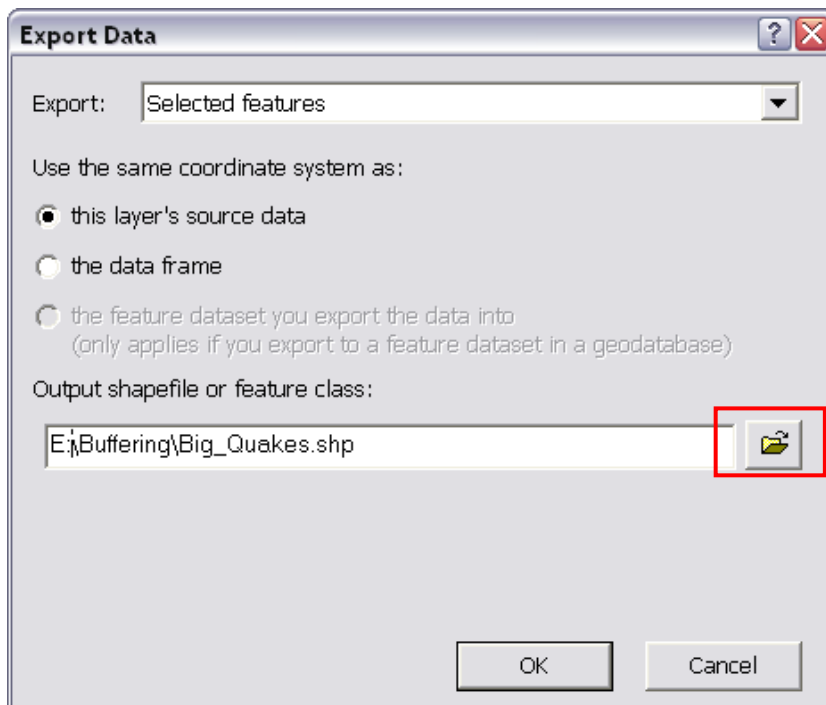 Export Data
Export: Selected features
Use the same coordinate system as:
this layer's source data
the data frame
the feature dataset you export the data into
(only applies if you export to a feature dataset in a geodatabase)
Output shapefile or feature class:
E:\Buffering\Big_Quakes.shp
OK Cancel